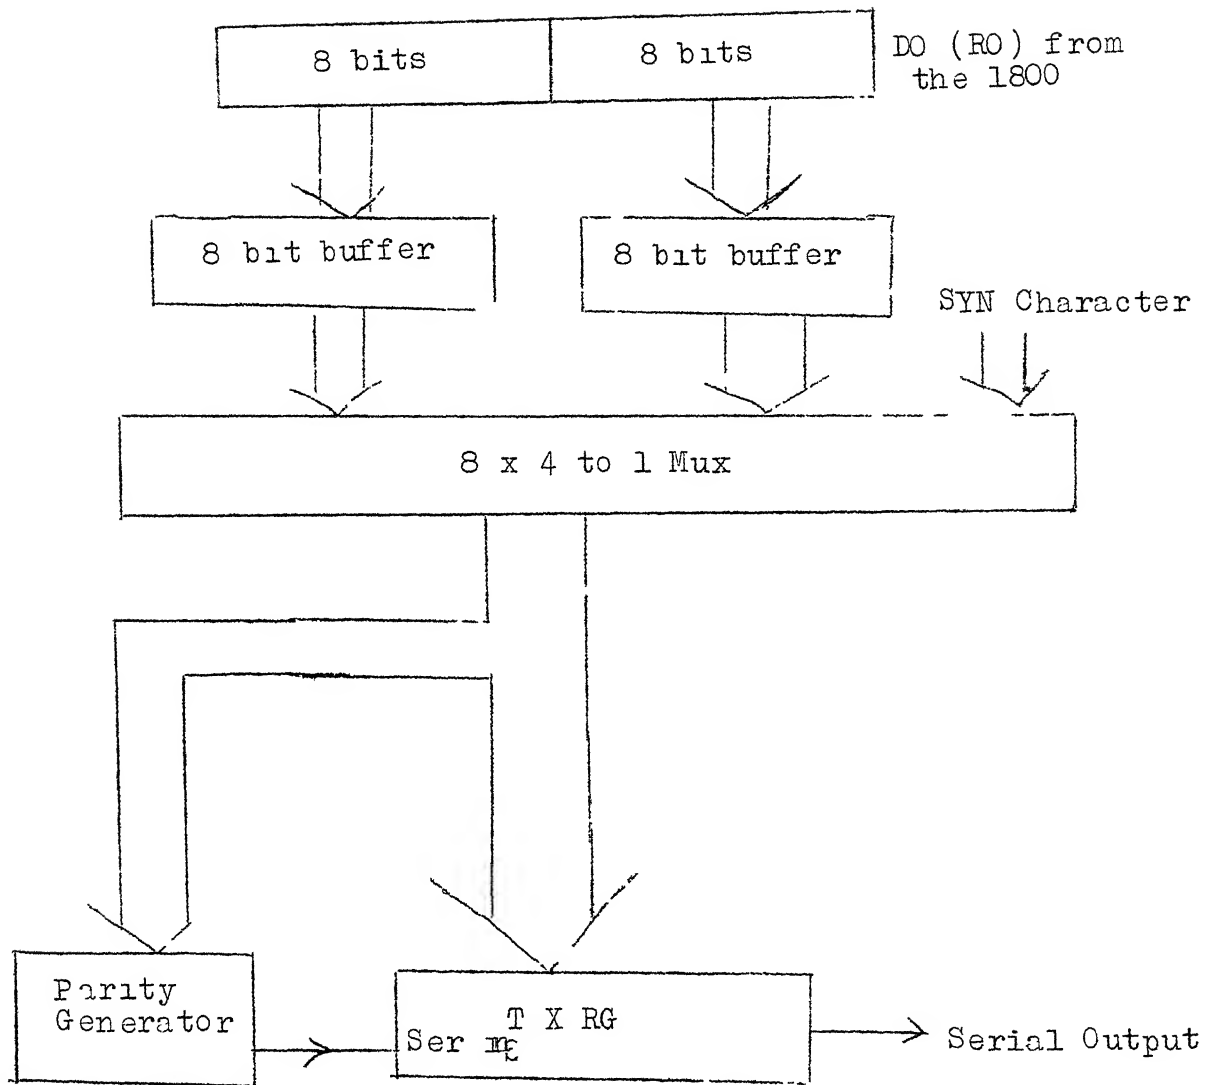 8 bits
8 bits
DO (RO) from
the 1800
8 bit buffer
8 bit buffer
SYN Character
8 x 4 to 1 Mux
Parity
Generator
T X RG
Ser
Serial Output